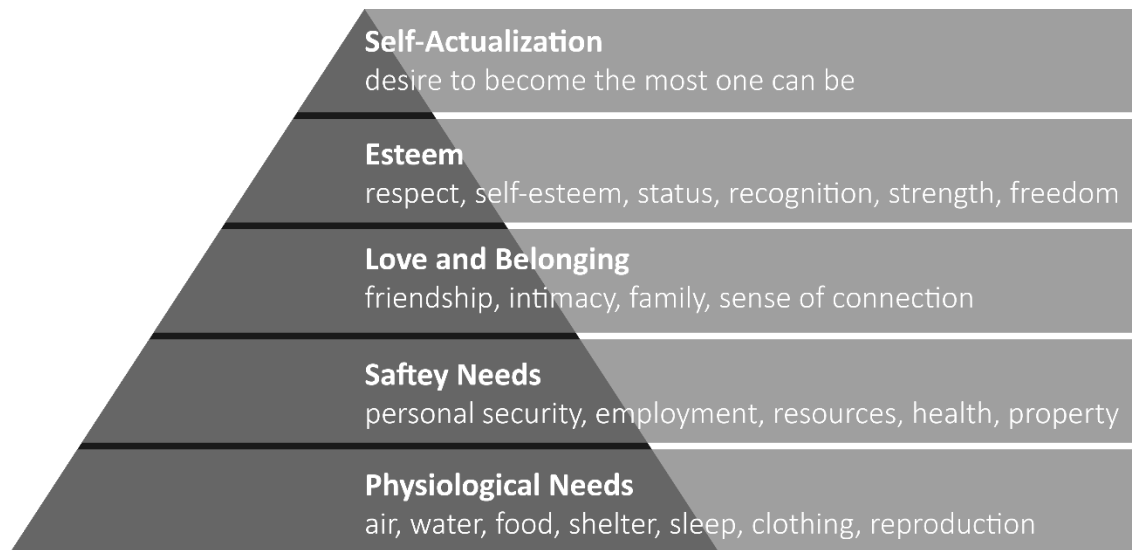 Self-Actualization
desire to become the most one can be
Esteem
respect, self-esteem, status, recognition, strength, freedom
Love and Belonging
friendship, intimacy, family, sense of connection
Saftey Needs
personal security, employment, resources, health, property
Physiological Needs
air, water, food, shelter, sleep, clothing, reproduction